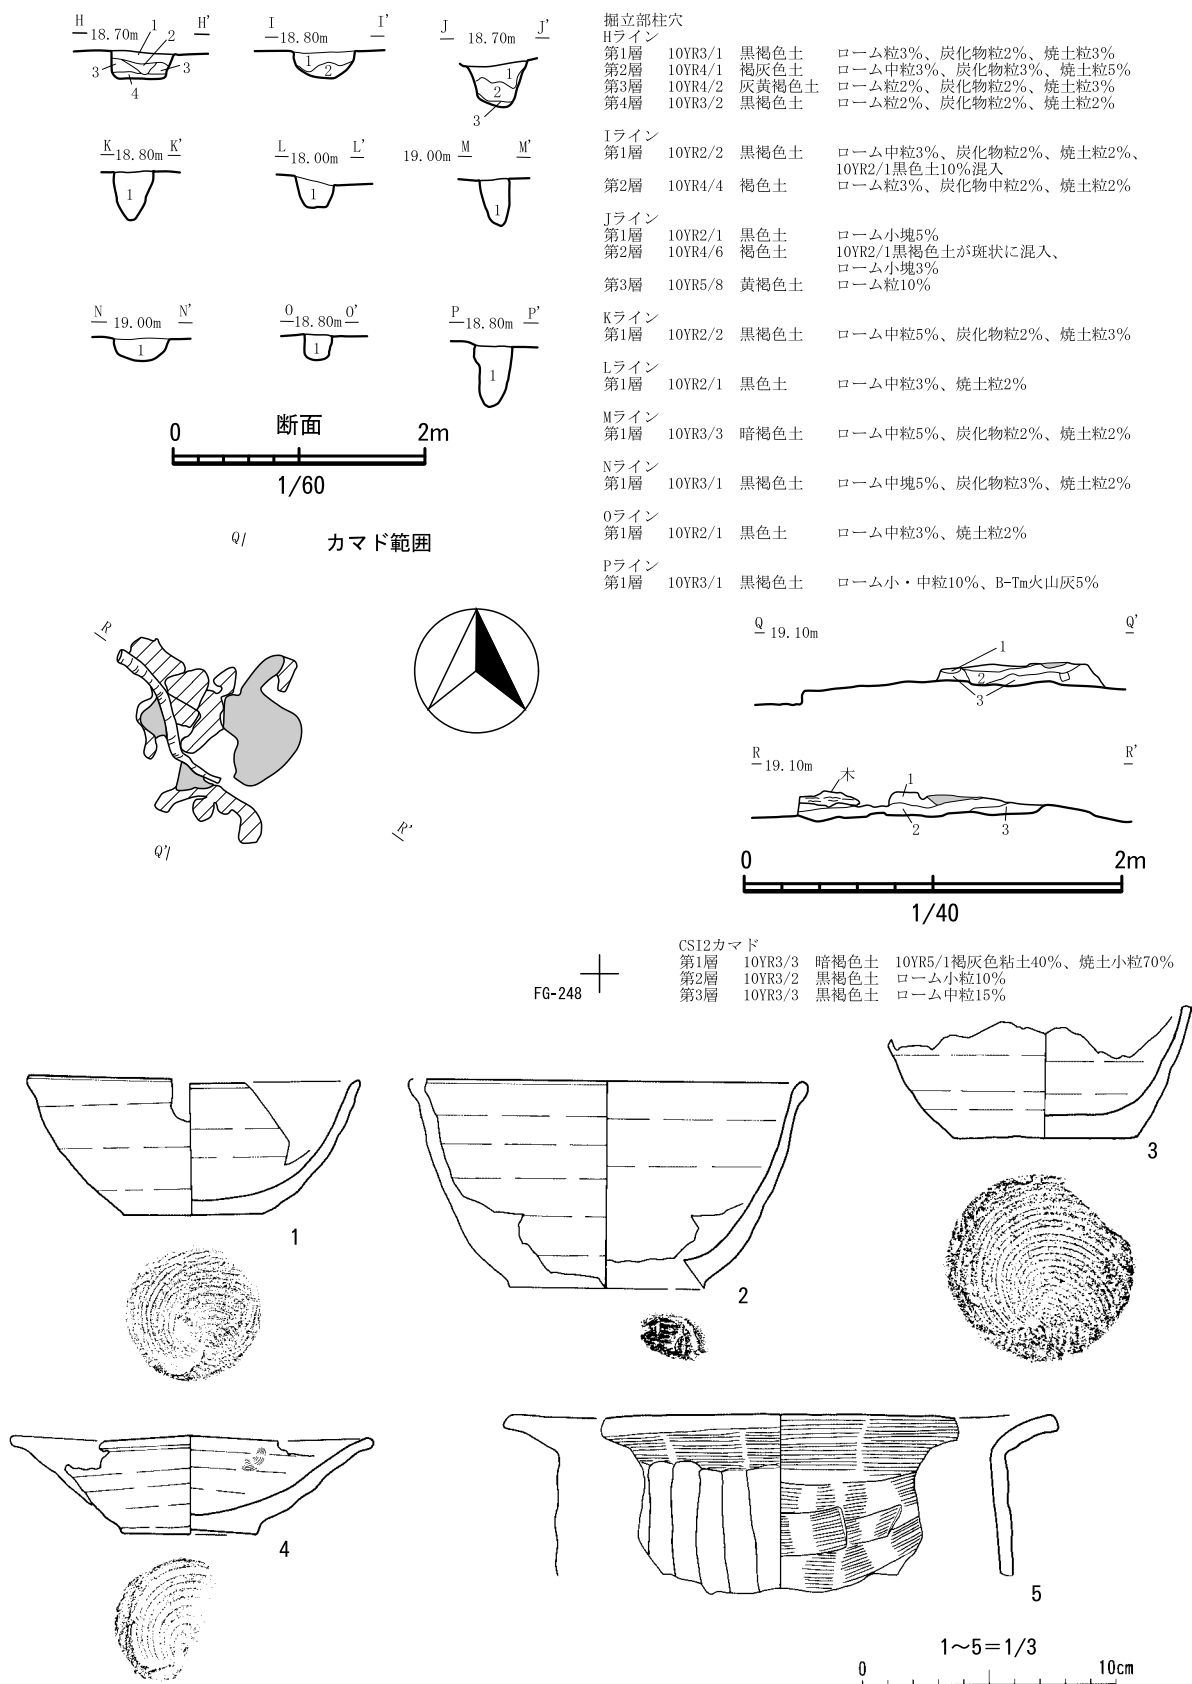 H 18.70m H'
1
2
3
3
4
I 18.80m I'
1
2
J 18.70m J'
1
2
3
K 18.80m K'
1
L 18.00m L'
1
19.00m M M'
1
N 19.00m N'
1
O 18.80m O'
1
P 18.80m P'
1
0 断面 2m
1/60
掘立部柱穴
Hライン
第1層 10YR3/1 黒褐色土 ローム粒3%、炭化物粒2%、焼土粒3%
第2層 10YR4/1 褐灰色土 ローム中粒3%、炭化物粒3%、焼土粒5%
第3層 10YR4/2 灰黄褐色土 ローム粒2%、炭化物粒2%、焼土粒3%
第4層 10YR3/2 黒褐色土 ローム粒2%、炭化物粒2%、焼土粒2%
Iライン
第1層 10YR2/2 黒褐色土 ローム中粒3%、炭化物粒2%、焼土粒2%、
10YR2/1黒色土10%混入
第2層 10YR4/4 褐色土 ローム粒3%、炭化物中粒2%、焼土粒2%
Jライン
第1層 10YR2/1 黒色土 ローム小塊5%
第2層 10YR4/6 褐色土 10YR2/1黒褐色土が斑状に混入、
ローム小塊3%
第3層 10YR5/8 黄褐色土 ローム粒10%
Kライン
第1層 10YR2/2 黒褐色土 ローム中粒5%、炭化物粒2%、焼土粒3%
Lライン
第1層 10YR2/1 黒色土 ローム中粒3%、焼土粒2%
Mライン
第1層 10YR3/3 暗褐色土 ローム中粒5%、炭化物粒2%、焼土粒2%
Nライン
第1層 10YR3/1 黒褐色土 ローム中塊5%、炭化物粒3%、焼土粒2%
Oライン
第1層 10YR2/1 黒色土 ローム中粒3%、焼土粒2%
Pライン
第1層 10YR3/1 黒褐色土 ローム小・中粒10%、B-Tm火山灰5%
Q
カマド範囲
R
R'
Q'
Q 19.10m Q'
1
2
3
R 19.10m R'
木
1
2
3
0 2m
1/40
CSI2カマド
第1層 10YR3/3 暗褐色土 10YR5/1褐灰色粘土40%、焼土小粒70%
第2層 10YR3/2 黒褐色土 ローム小粒10%
第3層 10YR3/3 黒褐色土 ローム中粒15%
FG-248
1
2
3
4
5
1～5=1/3
0 10cm